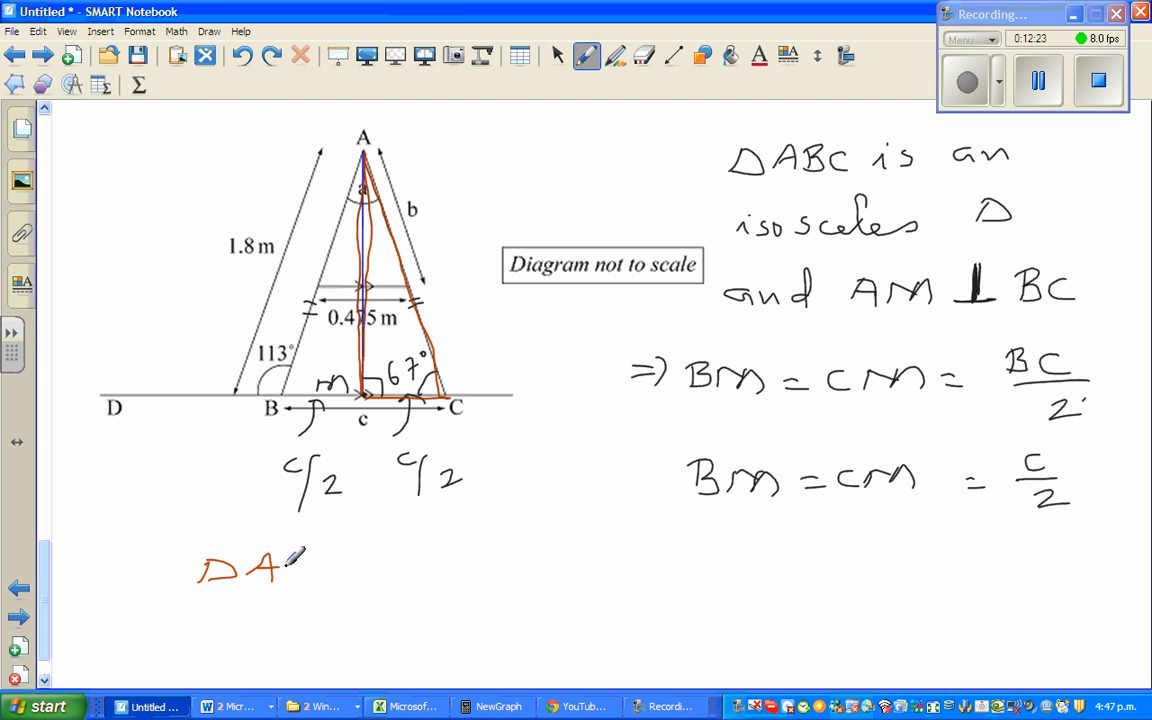 Untitled * - SMART Notebook
File Edit View Insert Format Math Draw Help
Recording...
Menu 0:12:23 8.0 fps
A
a
b
1.8 m
0.475 m
113°
67°
m
D B C
c
c/2 c/2
Diagram not to scale
ΔABC is an
isosceles Δ
and AM ⊥ BC
=> BM = CM = BC/2
BM = CM = c/2
Δ A
start Untitled ... 2 Micr... 2 Win... Microsof... NewGraph YouTub... Recordi... 4:47 p.m.